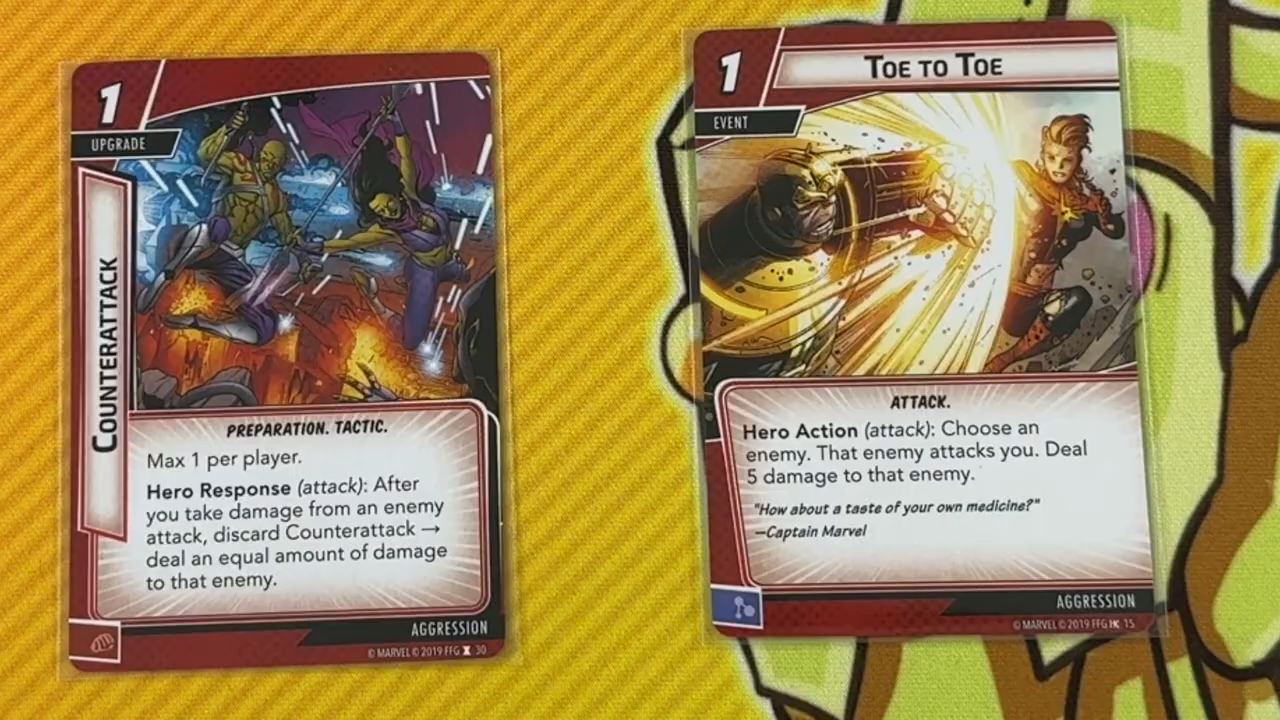 1
UPGRADE
COUNTERATTACK
PREPARATION. TACTIC.
Max 1 per player.
Hero Response (attack): After
you take damage from an enemy
attack, discard Counterattack →
deal an equal amount of damage
to that enemy.
AGGRESSION
© MARVEL © 2019 FFG 30
1
TOE TO TOE
EVENT
ATTACK.
Hero Action (attack): Choose an
enemy. That enemy attacks you. Deal
5 damage to that enemy.
"How about a taste of your own medicine?"
—Captain Marvel
AGGRESSION
© MARVEL © 2019 FFG 15